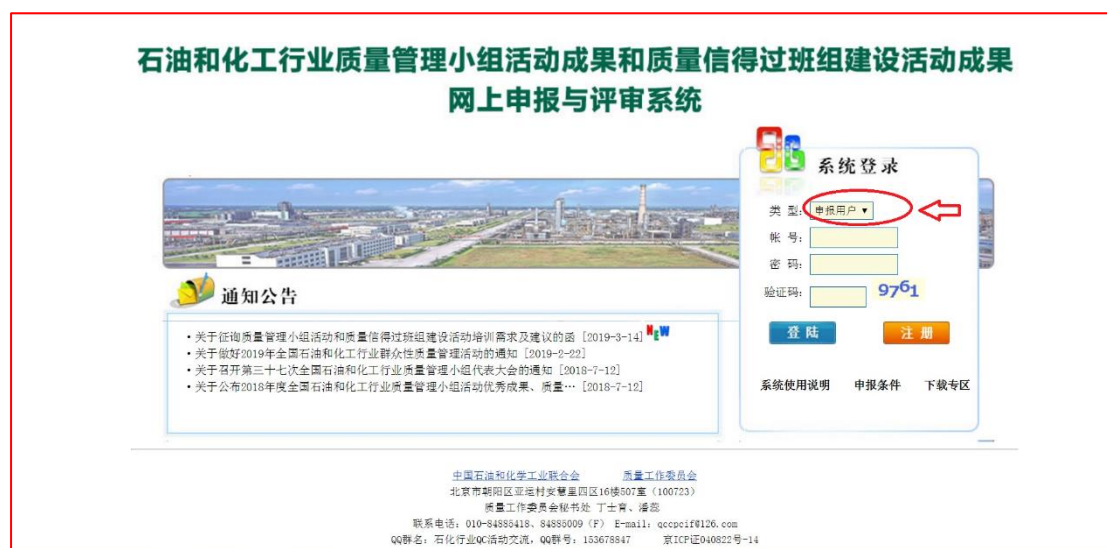 石油和化工行业质量管理小组活动成果和质量信得过班组建设活动成果
网上申报与评审系统
系统登录
类 型: 申报用户 ▼
帐 号:
密 码:
验证码: 9761
登 陆 注 册
系统使用说明 申报条件 下载专区
通知公告
• 关于征询质量管理小组活动和质量信得过班组建设活动培训需求及建议的函 [2019-3-14] NEW
• 关于做好2019年全国石油和化工行业群众性质量管理活动的通知 [2019-2-22]
• 关于召开第三十七次全国石油和化工行业质量管理小组代表大会的通知 [2018-7-12]
• 关于公布2018年度全国石油和化工行业质量管理小组活动优秀成果、质量… [2018-7-12]
中国石油和化学工业联合会 质量工作委员会
北京市朝阳区亚运村安慧里四区16楼507室 (100723)
质量工作委员会秘书处 丁士育、潘蕊
联系电话: 010-84885418、84885009 (F) E-mail: qccpcif@126.com
QQ群名: 石化行业QC活动交流, QQ群号: 153678847 京ICP证040822号-14